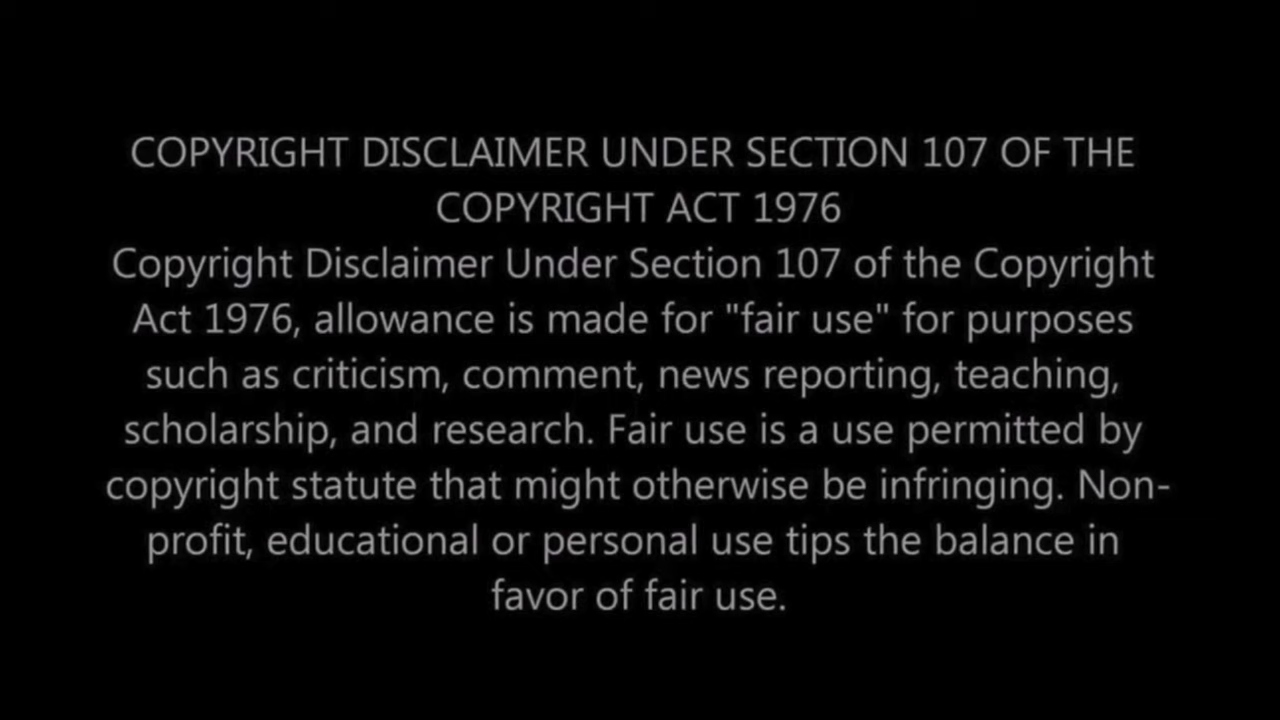 COPYRIGHT DISCLAIMER UNDER SECTION 107 OF THE
COPYRIGHT ACT 1976
Copyright Disclaimer Under Section 107 of the Copyright
Act 1976, allowance is made for "fair use" for purposes
such as criticism, comment, news reporting, teaching,
scholarship, and research. Fair use is a use permitted by
copyright statute that might otherwise be infringing. Non-
profit, educational or personal use tips the balance in
favor of fair use.